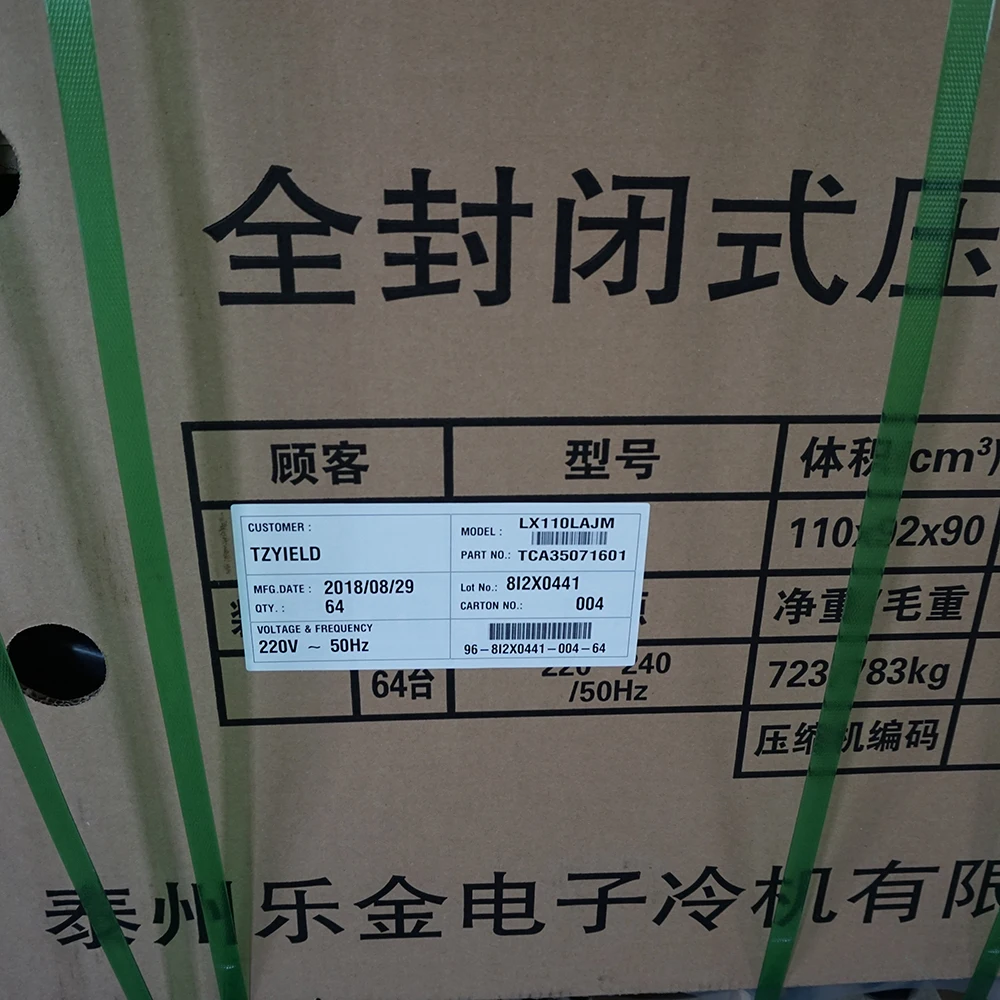 全封闭式压
顾客 型号 体积(cm³)
CUSTOMER :
TZYIELD
MODEL : LX110LAJM
PART NO.: TCA35071601
MFG.DATE : 2018/08/29
QTY. : 64
Lot No.: 8I2X0441
CARTON NO.: 004
VOLTAGE & FREQUENCY
220V ~ 50Hz
96-8I2X0441-004-64
110x92x90
净重/毛重
64台
220 240
/50Hz
723 /83kg
压缩机编码
泰州乐金电子冷机有限